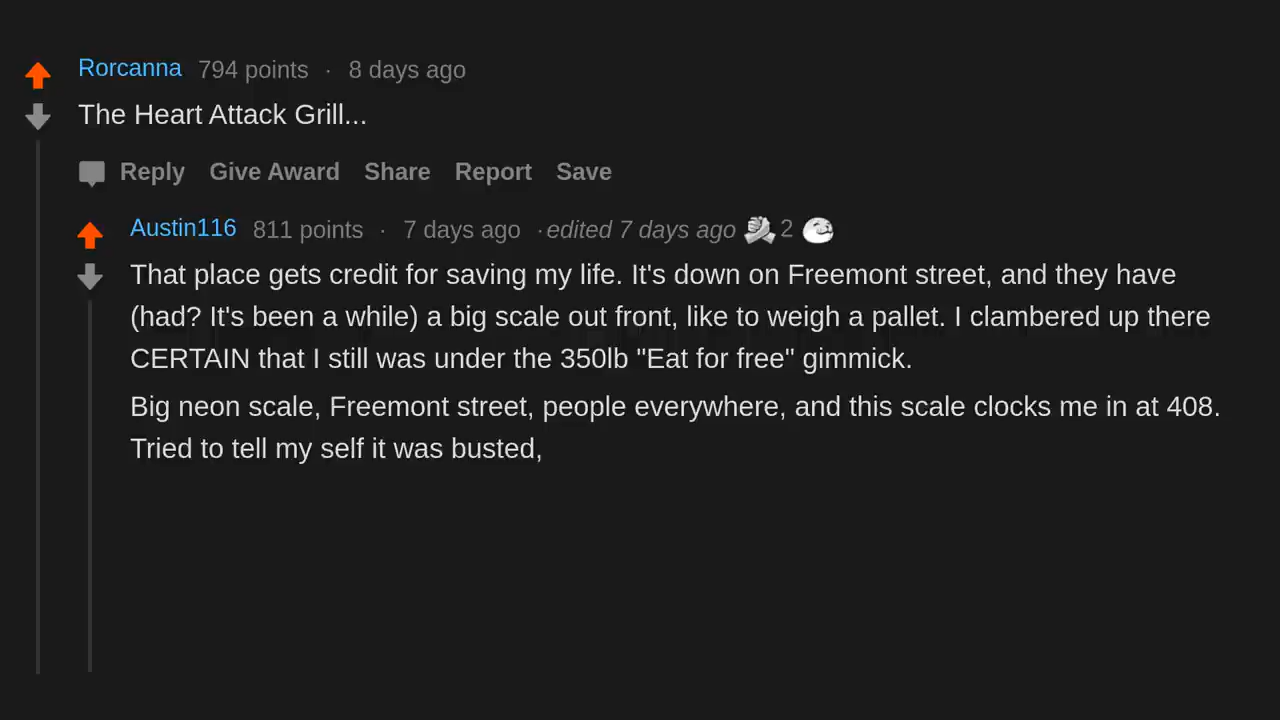 Rorcanna 794 points · 8 days ago
The Heart Attack Grill...
Reply Give Award Share Report Save
Austin116 811 points · 7 days ago · edited 7 days ago 2
That place gets credit for saving my life. It's down on Freemont street, and they have
(had? It's been a while) a big scale out front, like to weigh a pallet. I clambered up there
CERTAIN that I still was under the 350lb "Eat for free" gimmick.
Big neon scale, Freemont street, people everywhere, and this scale clocks me in at 408.
Tried to tell my self it was busted,